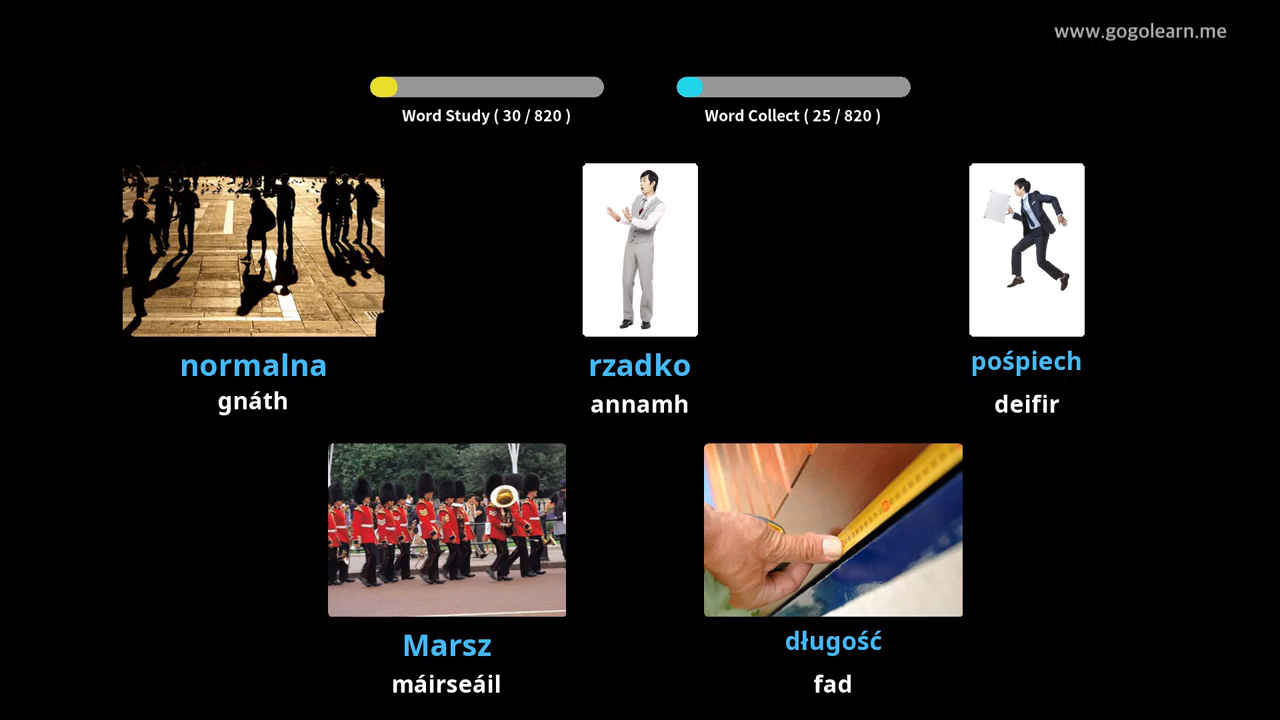 www.gogolearn.me
Word Study ( 30 / 820 )
Word Collect ( 25 / 820 )
normalna
gnáth
rzadko
annamh
pośpiech
deifir
Marsz
máirseáil
długość
fad